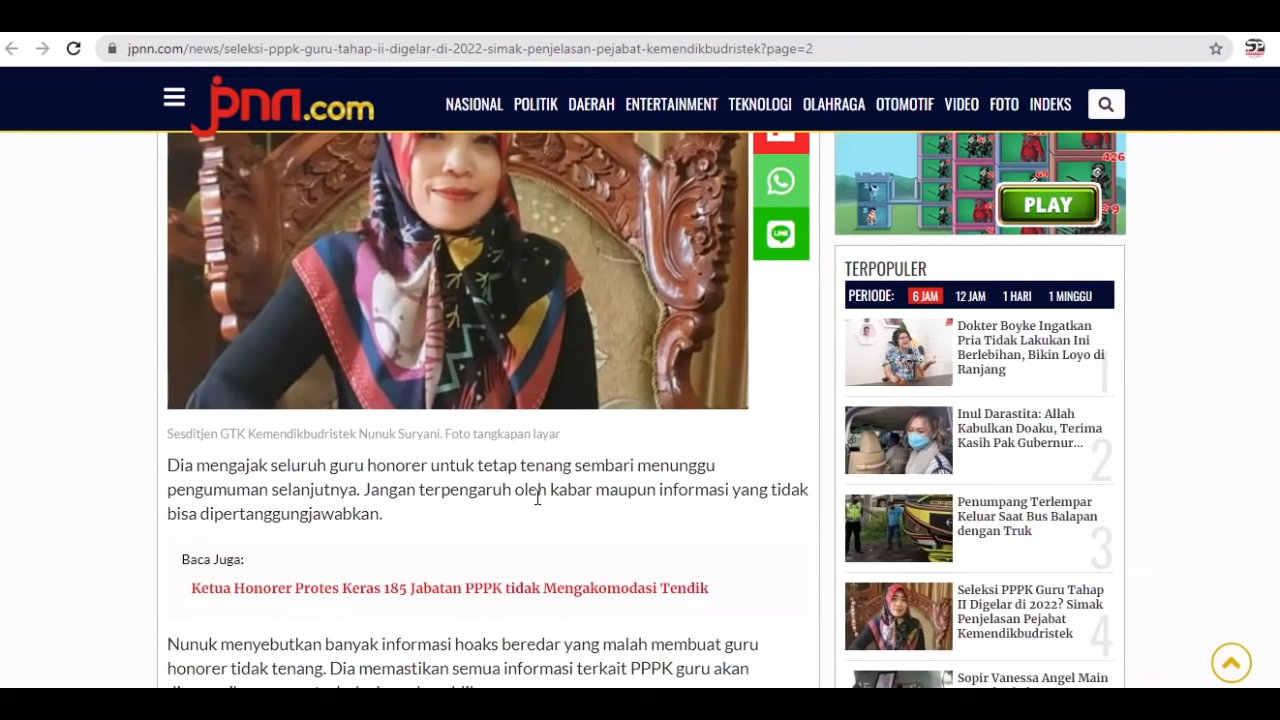 jpnn.com/news/seleksi-pppk-guru-tahap-ii-digelar-di-2022-simak-penjelasan-pejabat-kemendikbudristek?page=2
jpnn.com
NASIONAL POLITIK DAERAH ENTERTAINMENT TEKNOLOGI OLAHRAGA OTOMOTIF VIDEO FOTO INDEKS
426
PLAY
Sesditjen GTK Kemendikbudristek Nunuk Suryani. Foto tangkapan layar
Dia mengajak seluruh guru honorer untuk tetap tenang sembari menunggu
pengumuman selanjutnya. Jangan terpengaruh oleh kabar maupun informasi yang tidak
bisa dipertanggungjawabkan.
Baca Juga:
Ketua Honorer Protes Keras 185 Jabatan PPPK tidak Mengakomodasi Tendik
Nunuk menyebutkan banyak informasi hoaks beredar yang malah membuat guru
honorer tidak tenang. Dia memastikan semua informasi terkait PPPK guru akan
TERPOPULER
PERIODE: 6 JAM 12 JAM 1 HARI 1 MINGGU
Dokter Boyke Ingatkan
Pria Tidak Lakukan Ini
Berlebihan, Bikin Loyo di
Ranjang
1
Inul Darastita: Allah
Kabulkan Doaku, Terima
Kasih Pak Gubernur...
2
Penumpang Terlempar
Keluar Saat Bus Balapan
dengan Truk
3
Seleksi PPPK Guru Tahap
II Digelar di 2022? Simak
Penjelasan Pejabat
Kemendikbudristek
4
Sopir Vanessa Angel Main